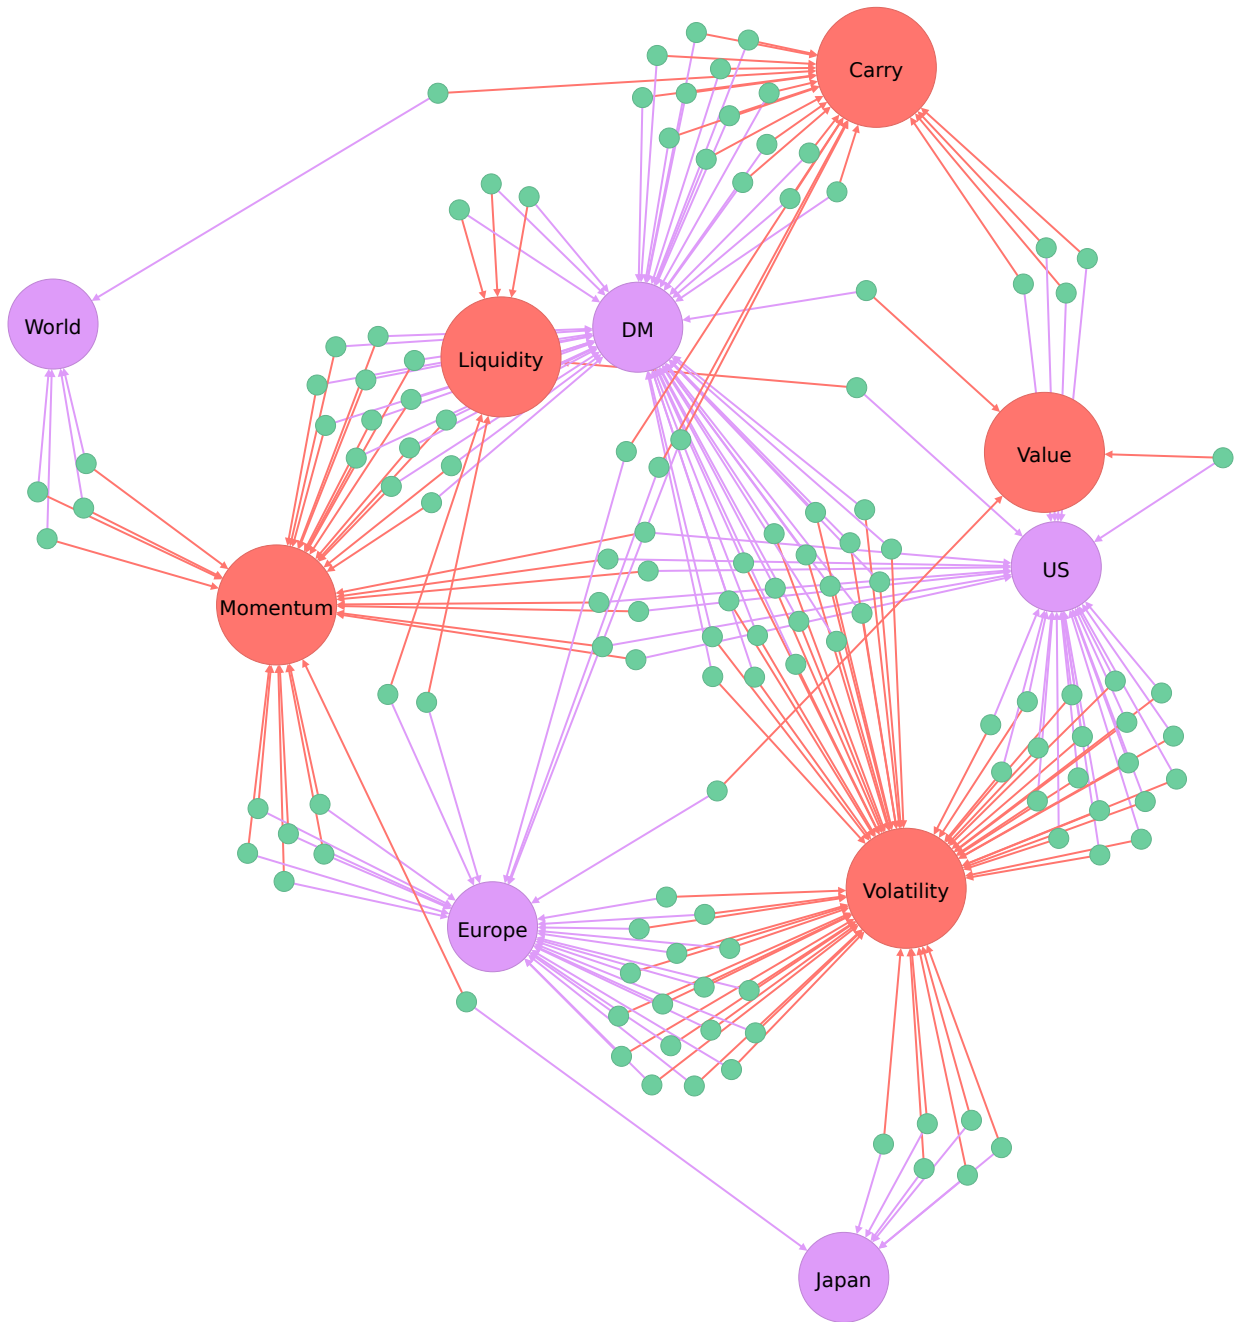 Carry
World
DM
Liquidity
Value
US
Momentum
Volatility
Europe
Japan